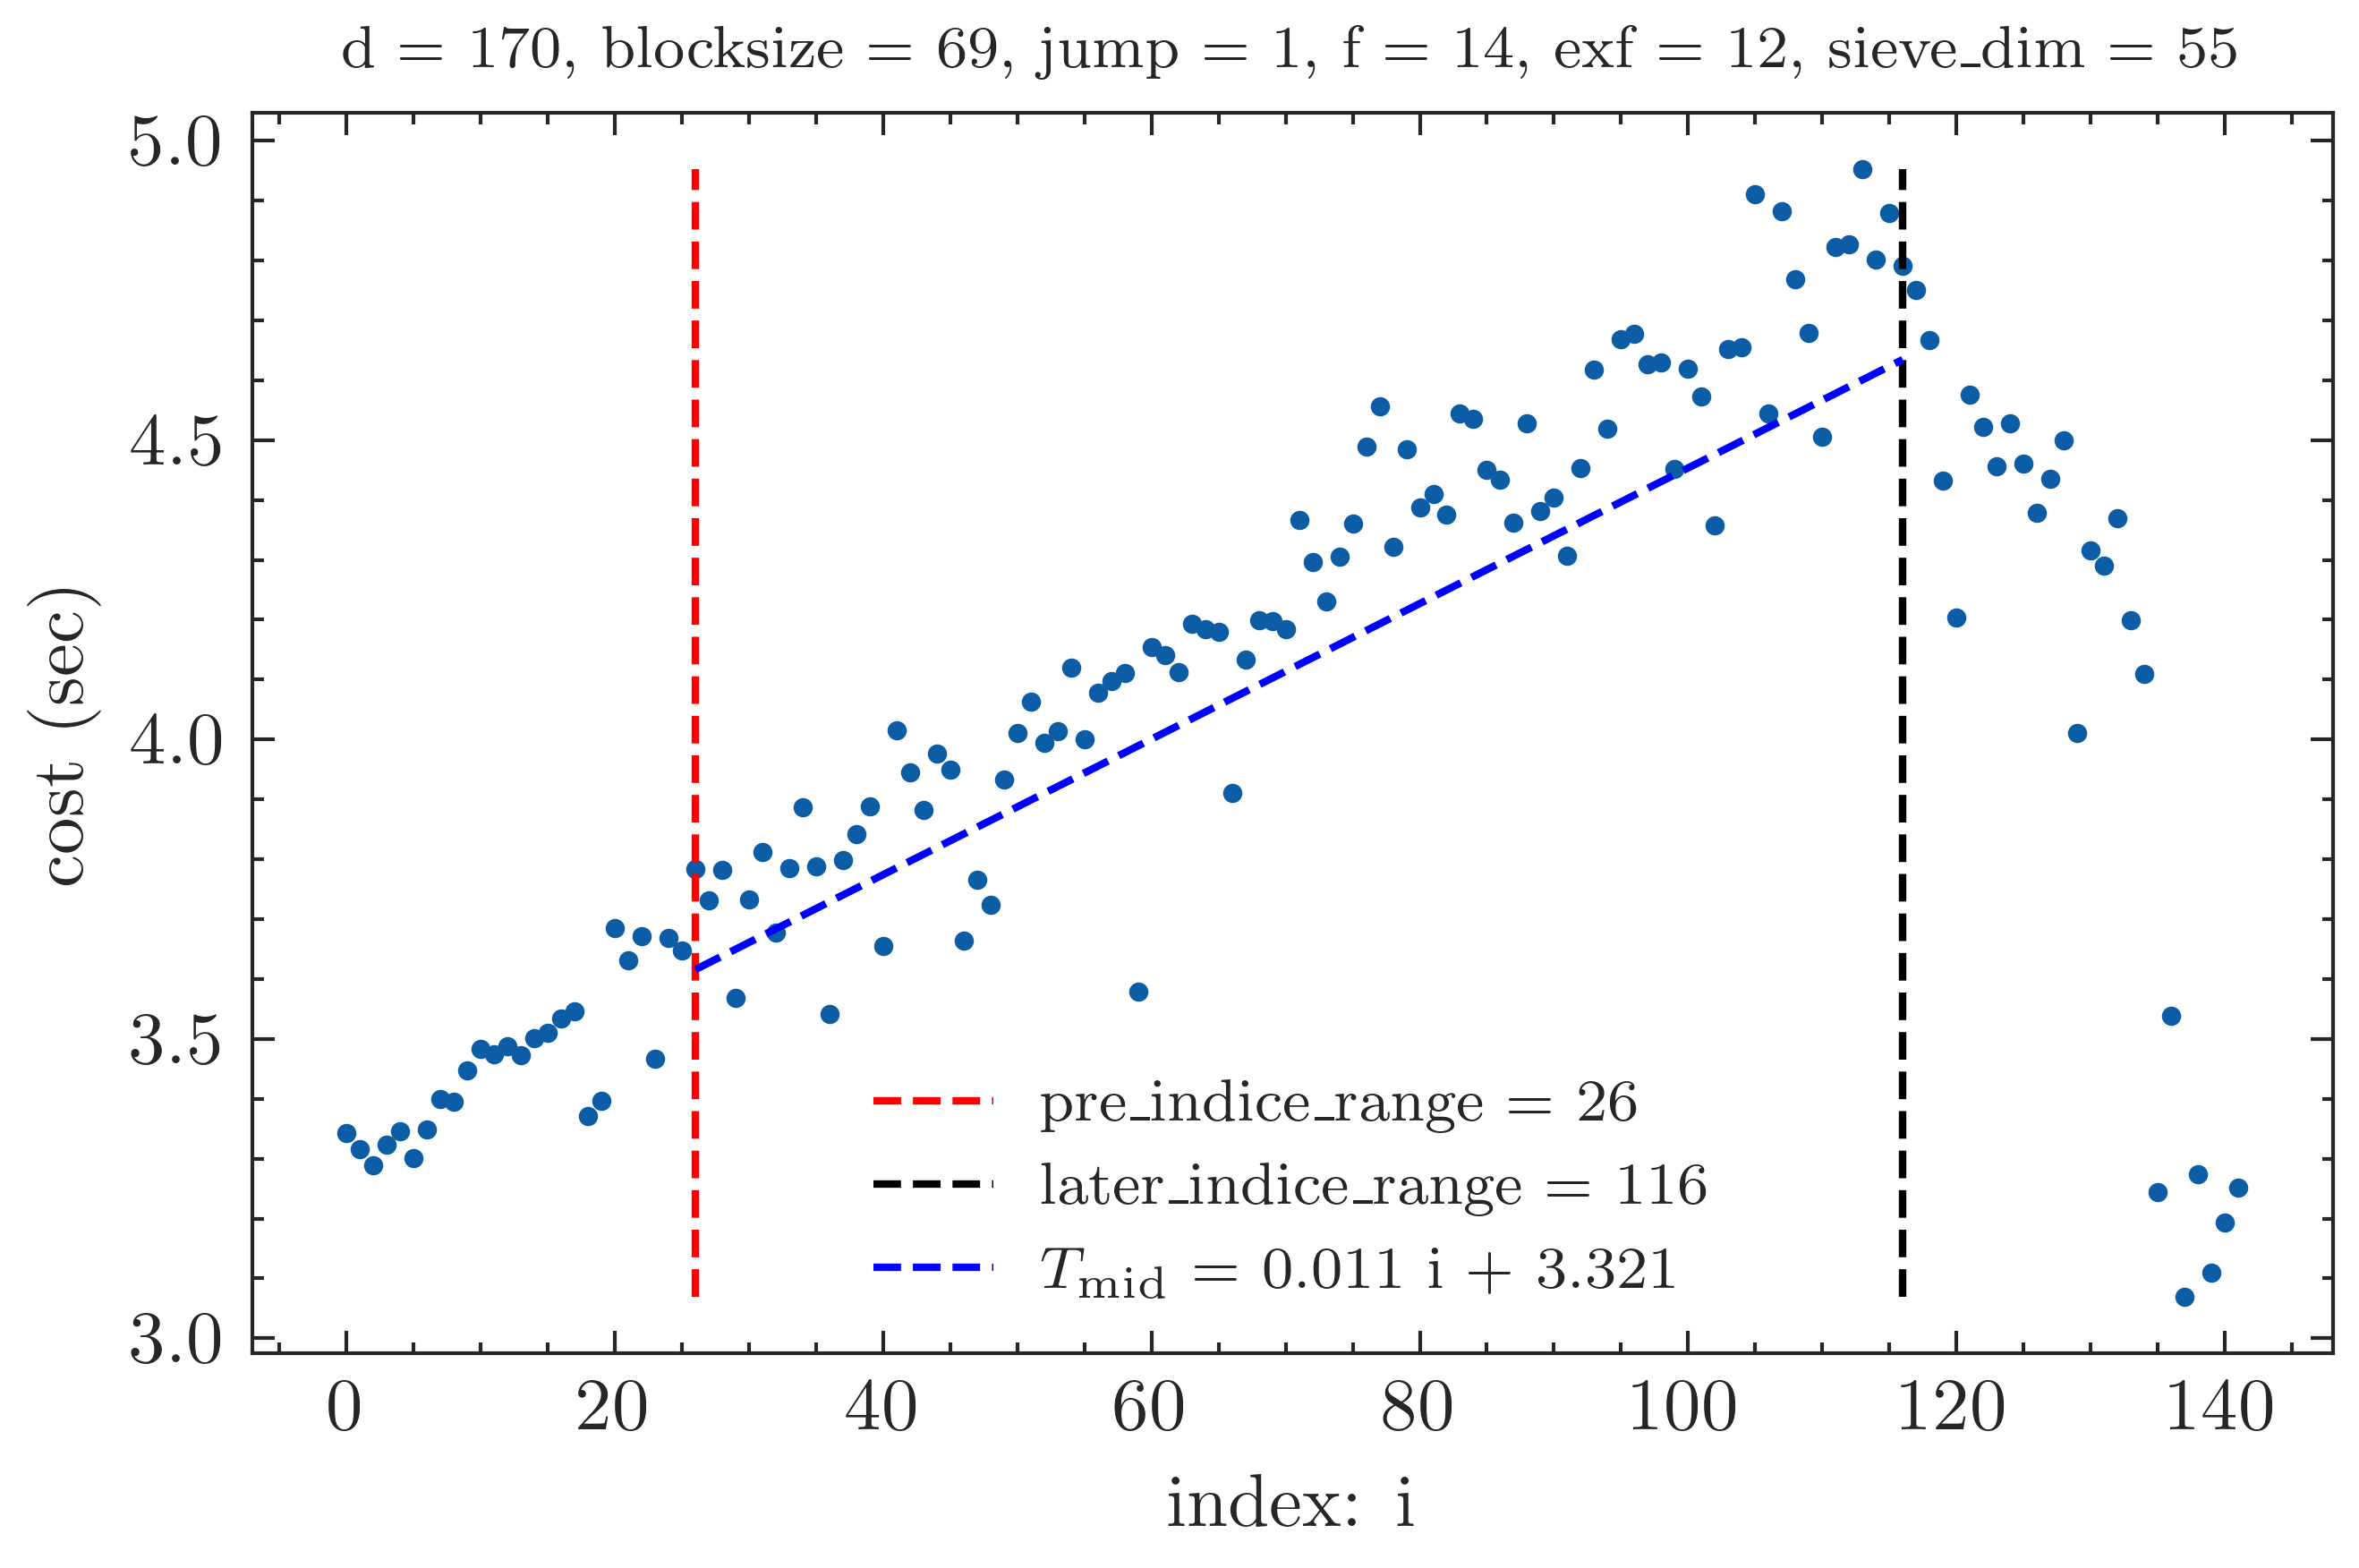 d = 170, blocksize = 69, jump = 1, f = 14, exf = 12, sieve_dim = 55
5.0
4.5
4.0
3.5
3.0
cost (sec)
pre_indice_range = 26
later_indice_range = 116
T_mid = 0.011 i + 3.321
0 20 40 60 80 100 120 140
index: i